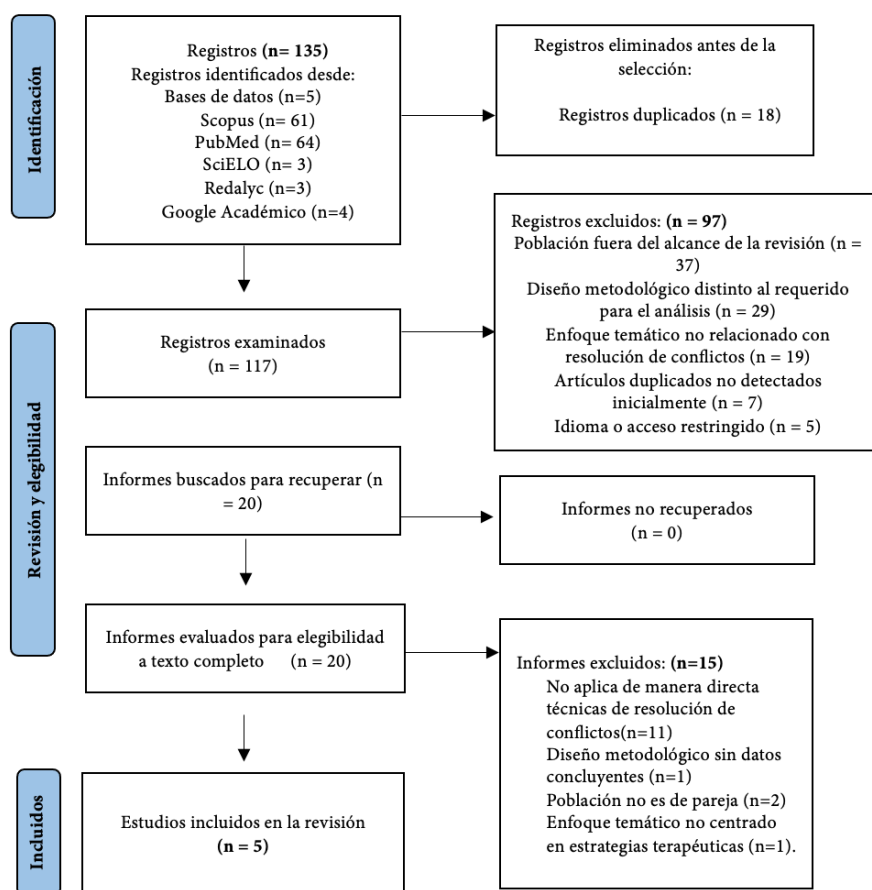 Identificación
Registros (n= 135)
Registros identificados desde:
Bases de datos (n=5)
Scopus (n= 61)
PubMed (n= 64)
SciELO (n= 3)
Redalyc (n=3)
Google Académico (n=4)
Registros eliminados antes de la
selección:
Registros duplicados (n = 18)
Revisión y elegibilidad
Registros examinados
(n = 117)
Registros excluidos: (n = 97)
Población fuera del alcance de la revisión (n =
37)
Diseño metodológico distinto al requerido
para el análisis (n = 29)
Enfoque temático no relacionado con
resolución de conflictos (n = 19)
Artículos duplicados no detectados
inicialmente (n = 7)
Idioma o acceso restringido (n = 5)
Informes buscados para recuperar (n
= 20)
Informes no recuperados
(n = 0)
Informes evaluados para elegibilidad
a texto completo (n = 20)
Informes excluidos: (n=15)
No aplica de manera directa
técnicas de resolución de
conflictos(n=11)
Diseño metodológico sin datos
concluyentes (n=1)
Población no es de pareja (n=2)
Enfoque temático no centrado
en estrategias terapéuticas (n=1).
Incluidos
Estudios incluidos en la revisión
(n = 5)